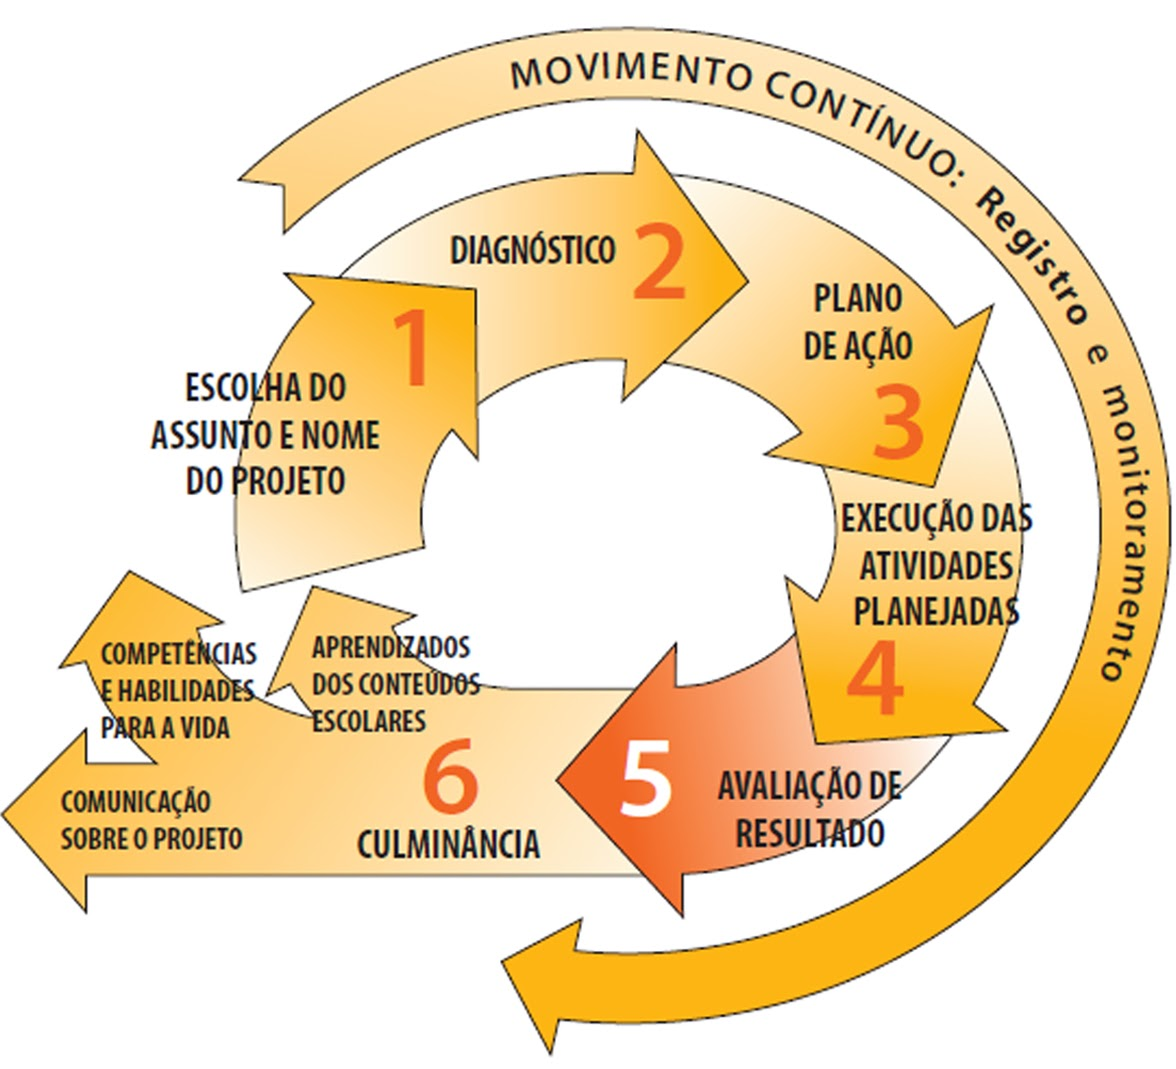 MOVIMENTO CONTÍNUO: Registro e monitoramento
1
ESCOLHA DO
ASSUNTO E NOME
DO PROJETO
DIAGNÓSTICO 2
PLANO
DE AÇÃO
3
EXECUÇÃO DAS
ATIVIDADES
PLANEJADAS
4
5
AVALIAÇÃO DE
RESULTADO
6
CULMINÂNCIA
APRENDIZADOS
DOS CONTEÚDOS
ESCOLARES
COMPETÊNCIAS
E HABILIDADES
PARA A VIDA
COMUNICAÇÃO
SOBRE O PROJETO